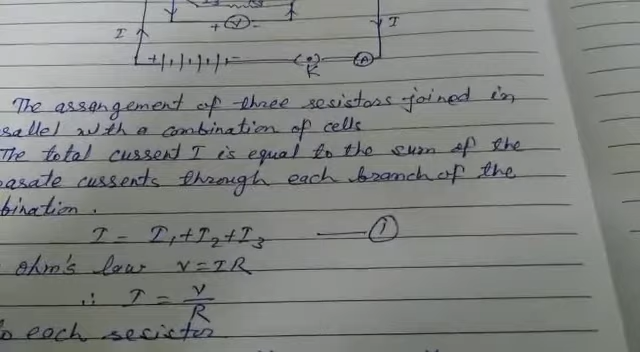 + V -
I
I
K
A
The arrangement of three resistors joined in
rallel with a combination of cells
The total current I is equal to the sum of the
parate currents through each branch of the
bination.
I = I₁+I₂+I₃ —— ①
ohm's law V=IR
∴ I = V/R
to each resistor